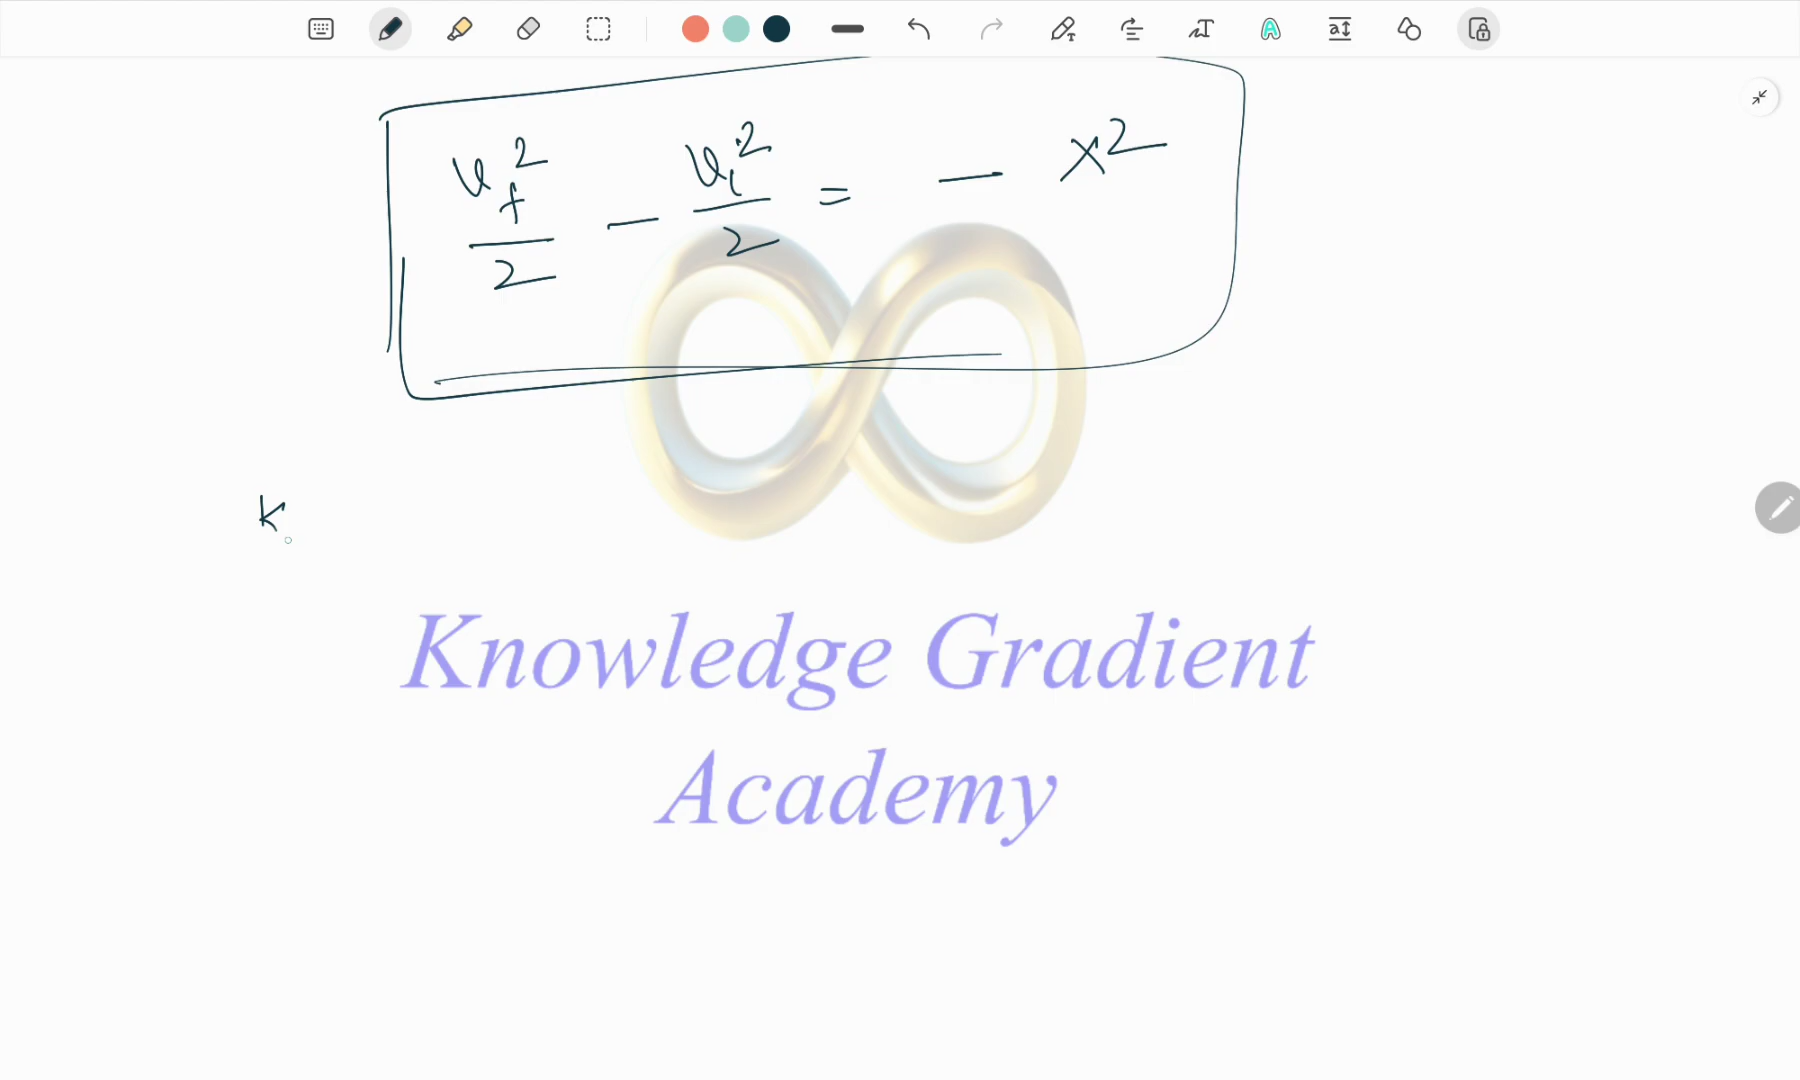 v_f^2/2 - v_i^2/2 = - x^2
K
Knowledge Gradient
Academy